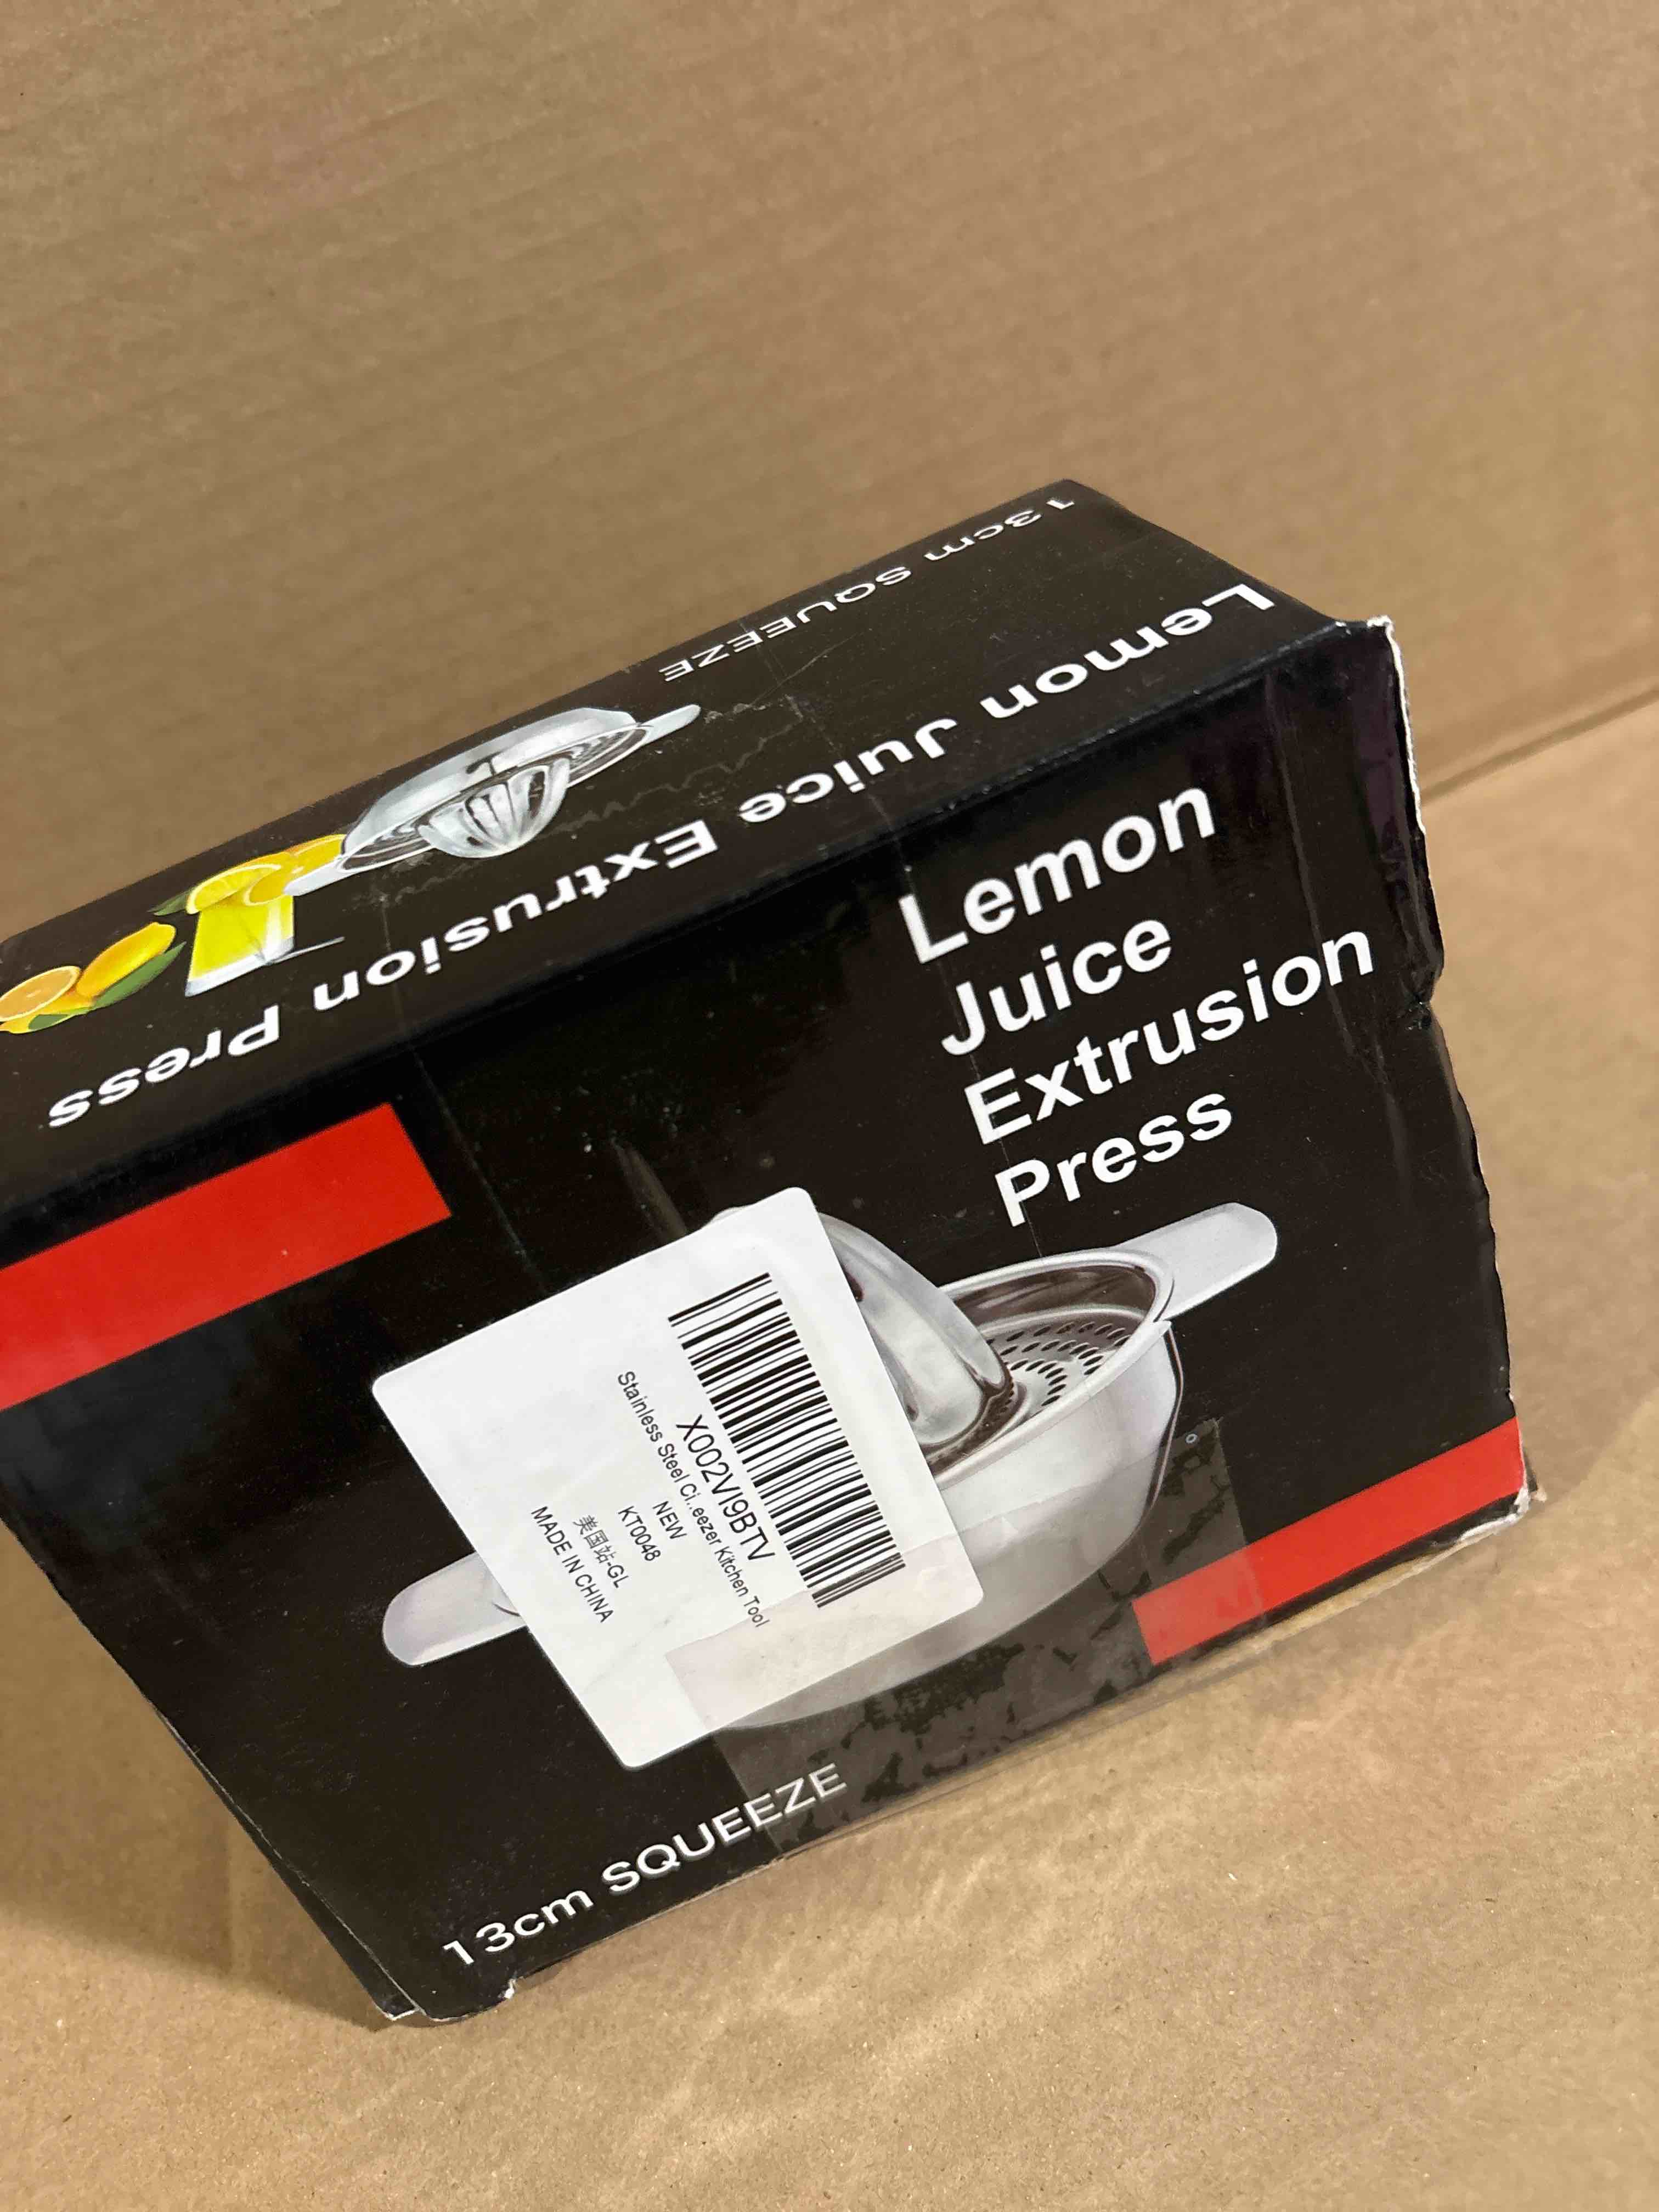 13cm SQUEEZE
Lemon Juice Extrusion Press
Lemon
Juice
Extrusion
Press
X002VI9BTV
Stainless Steel Ci...eezer Kitchen Tool
NEW
KT0048
美国站-GL
MADE IN CHINA
13cm SQUEEZE